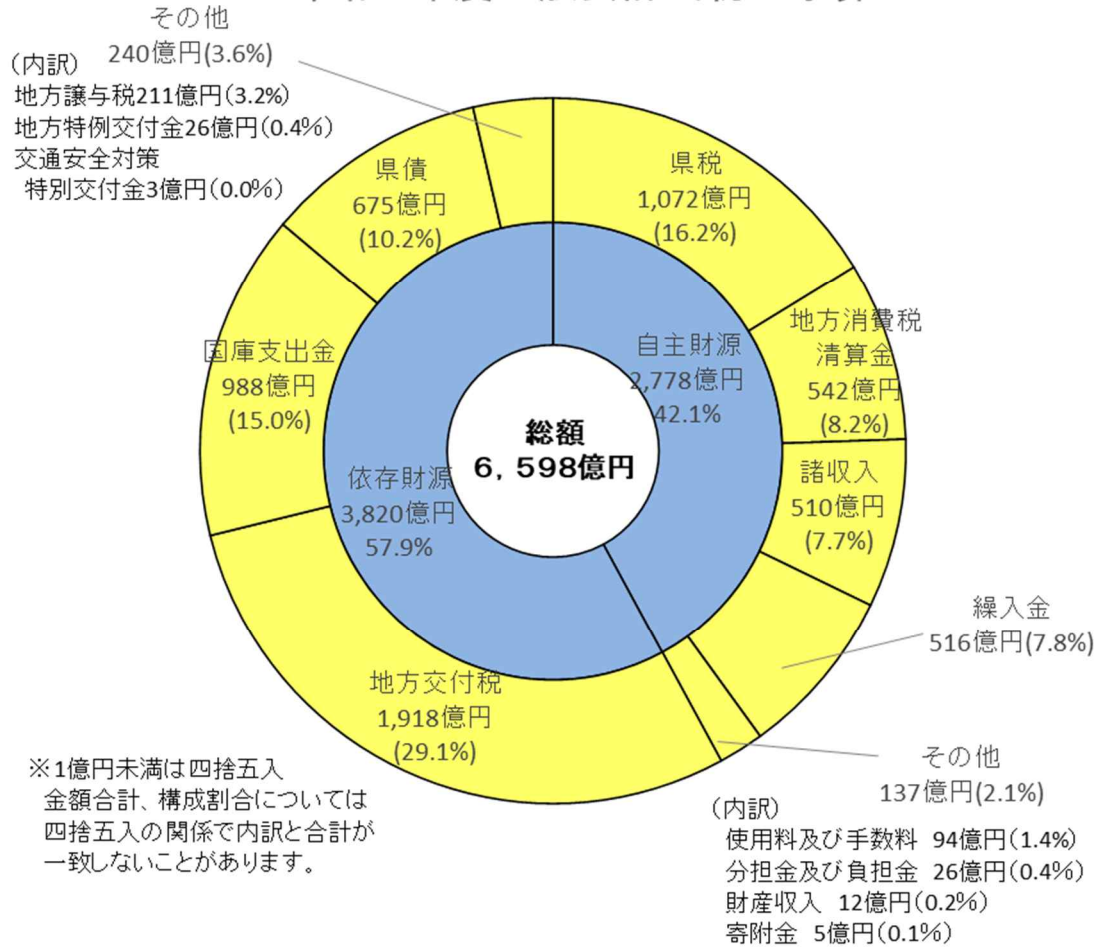 その他
240億円(3.6%)
(内訳)
地方譲与税211億円(3.2%)
地方特例交付金26億円(0.4%)
交通安全対策
特別交付金3億円(0.0%)
県債
675億円
(10.2%)
県税
1,072億円
(16.2%)
国庫支出金
988億円
(15.0%)
自主財源
2,778億円
42.1%
地方消費税
清算金
542億円
(8.2%)
総額
6,598億円
依存財源
3,820億円
57.9%
諸収入
510億円
(7.7%)
繰入金
516億円(7.8%)
地方交付税
1,918億円
(29.1%)
その他
137億円(2.1%)
(内訳)
使用料及び手数料 94億円(1.4%)
分担金及び負担金 26億円(0.4%)
財産収入 12億円(0.2%)
寄附金 5億円(0.1%)
※1億円未満は四捨五入
金額合計、構成割合については
四捨五入の関係で内訳と合計が
一致しないことがあります。